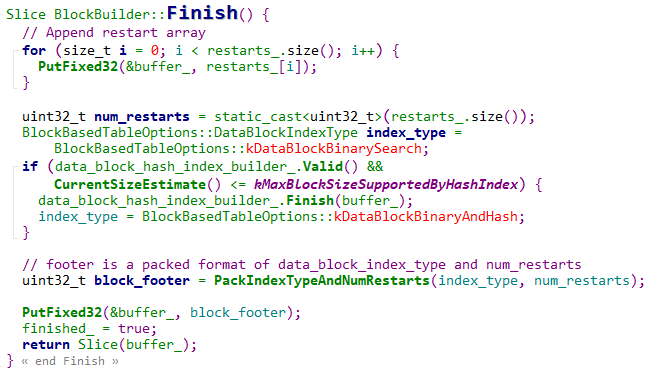 Slice BlockBuilder::Finish() {
  // Append restart array
  for (size_t i = 0; i < restarts_.size(); i++) {
    PutFixed32(&buffer_, restarts_[i]);
  }

  uint32_t num_restarts = static_cast<uint32_t>(restarts_.size());
  BlockBasedTableOptions::DataBlockIndexType index_type =
      BlockBasedTableOptions::kDataBlockBinarySearch;
  if (data_block_hash_index_builder_.Valid() &&
      CurrentSizeEstimate() <= kMaxBlockSizeSupportedByHashIndex) {
    data_block_hash_index_builder_.Finish(buffer_);
    index_type = BlockBasedTableOptions::kDataBlockBinaryAndHash;
  }

  // footer is a packed format of data_block_index_type and num_restarts
  uint32_t block_footer = PackIndexTypeAndNumRestarts(index_type, num_restarts);

  PutFixed32(&buffer_, block_footer);
  finished_ = true;
  return Slice(buffer_);
} « end Finish »